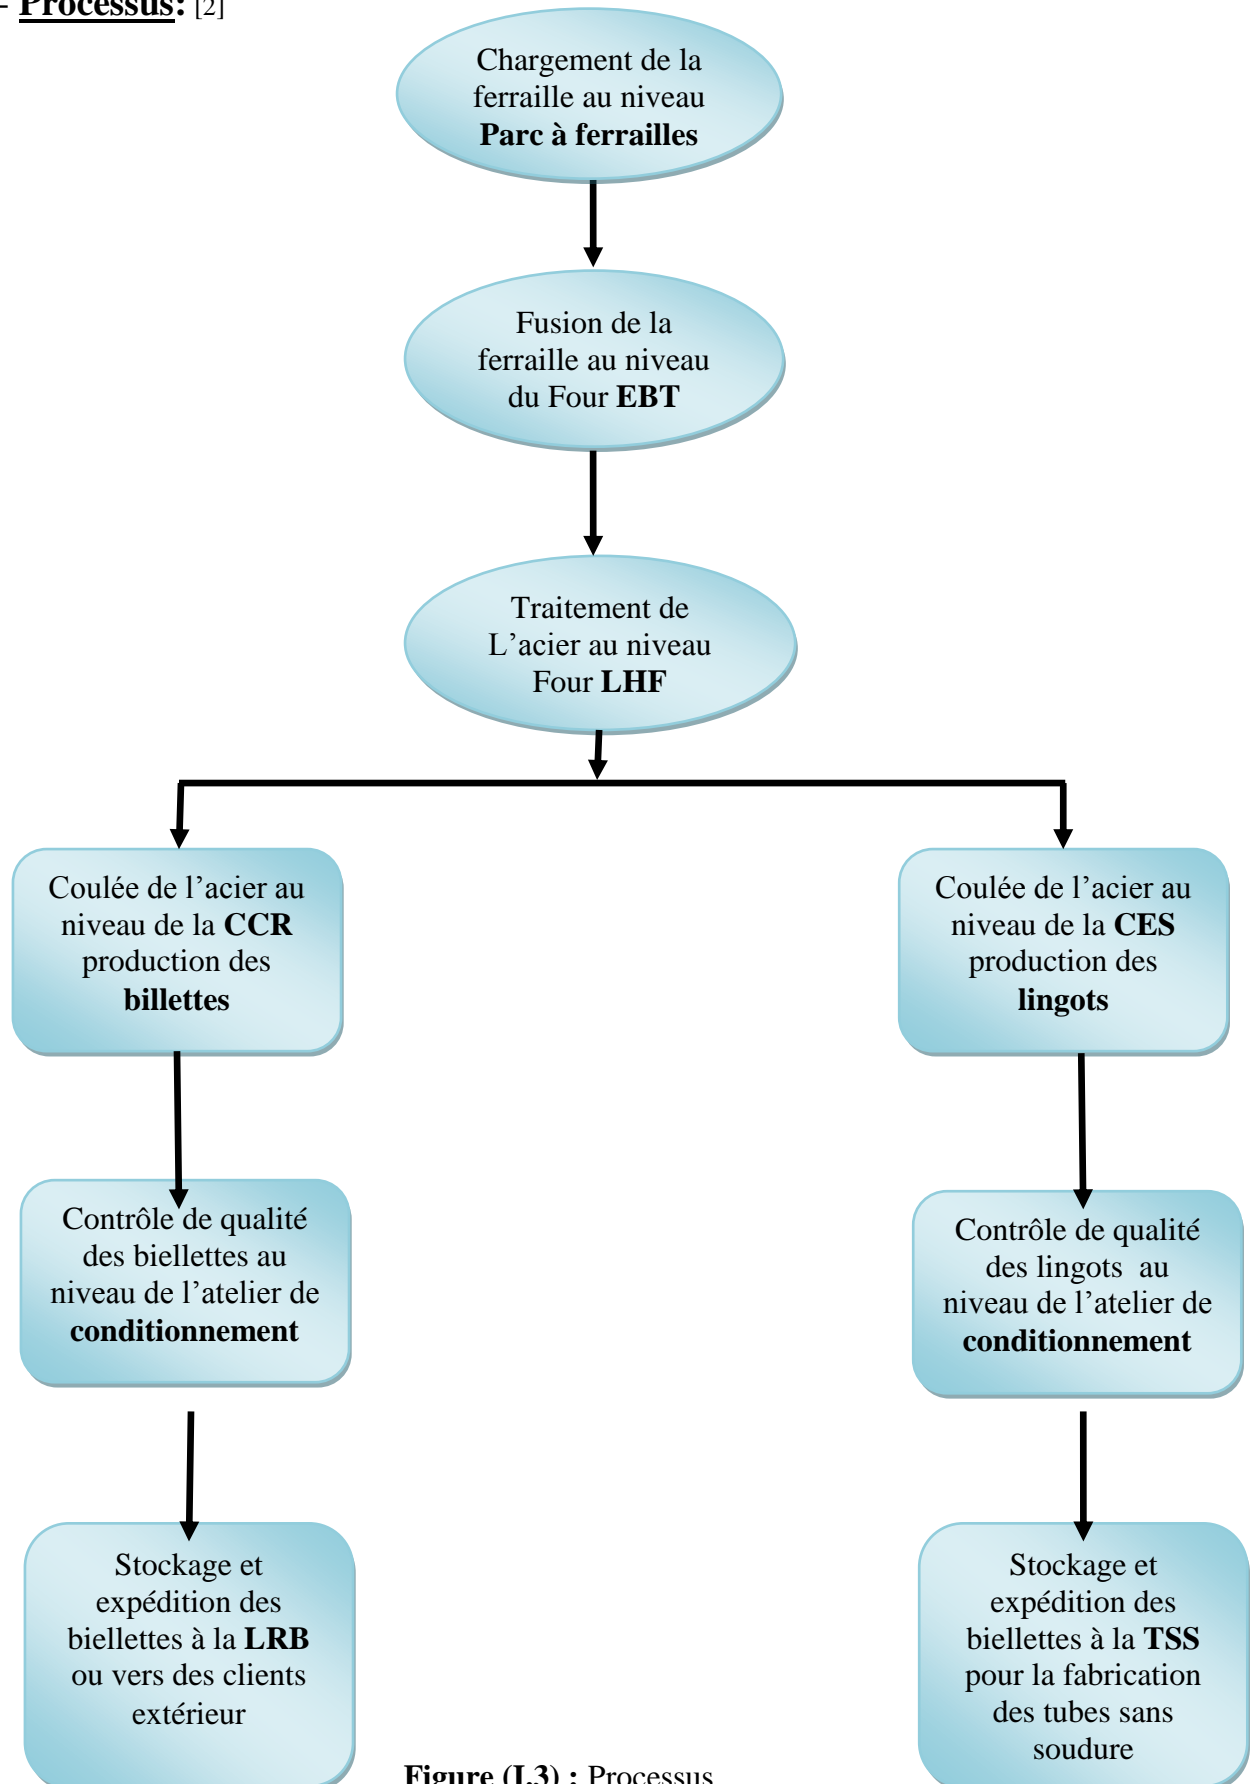 - Processus: [2]
Chargement de la
ferraille au niveau
Parc à ferrailles
Fusion de la
ferraille au niveau
du Four EBT
Traitement de
L’acier au niveau
Four LHF
Coulée de l’acier au
niveau de la CCR
production des
billettes
Coulée de l’acier au
niveau de la CES
production des
lingots
Contrôle de qualité
des biellettes au
niveau de l’atelier de
conditionnement
Contrôle de qualité
des lingots au
niveau de l’atelier de
conditionnement
Stockage et
expédition des
biellettes à la LRB
ou vers des clients
extérieur
Stockage et
expédition des
biellettes à la TSS
pour la fabrication
des tubes sans
soudure
Figure (I.3) : Processus